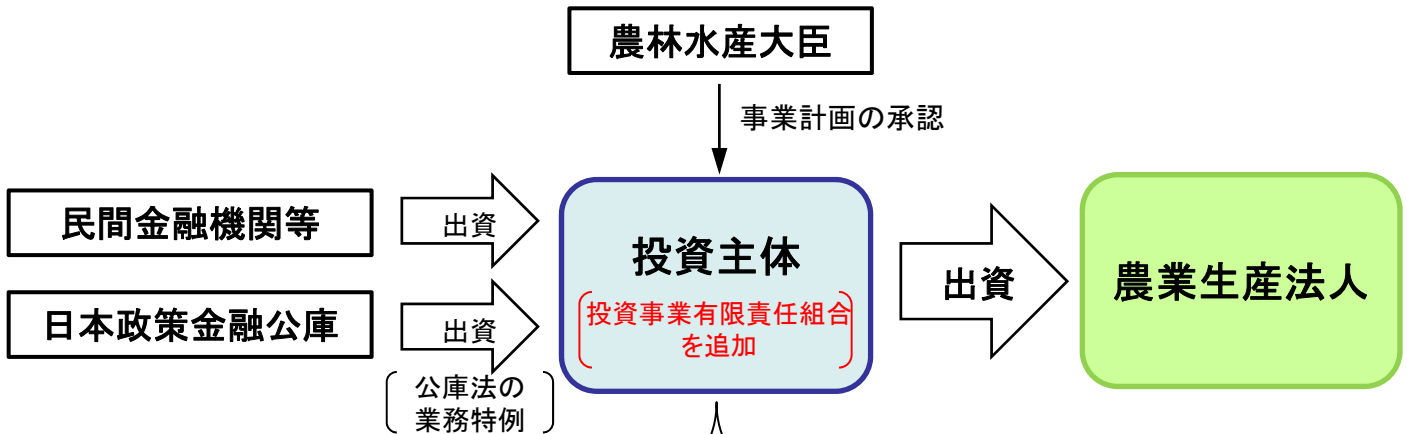 農林水産大臣
事業計画の承認
民間金融機関等
出資
投資主体
投資事業有限責任組合
を追加
出資
農業生産法人
日本政策金融公庫
出資
公庫法の
業務特例